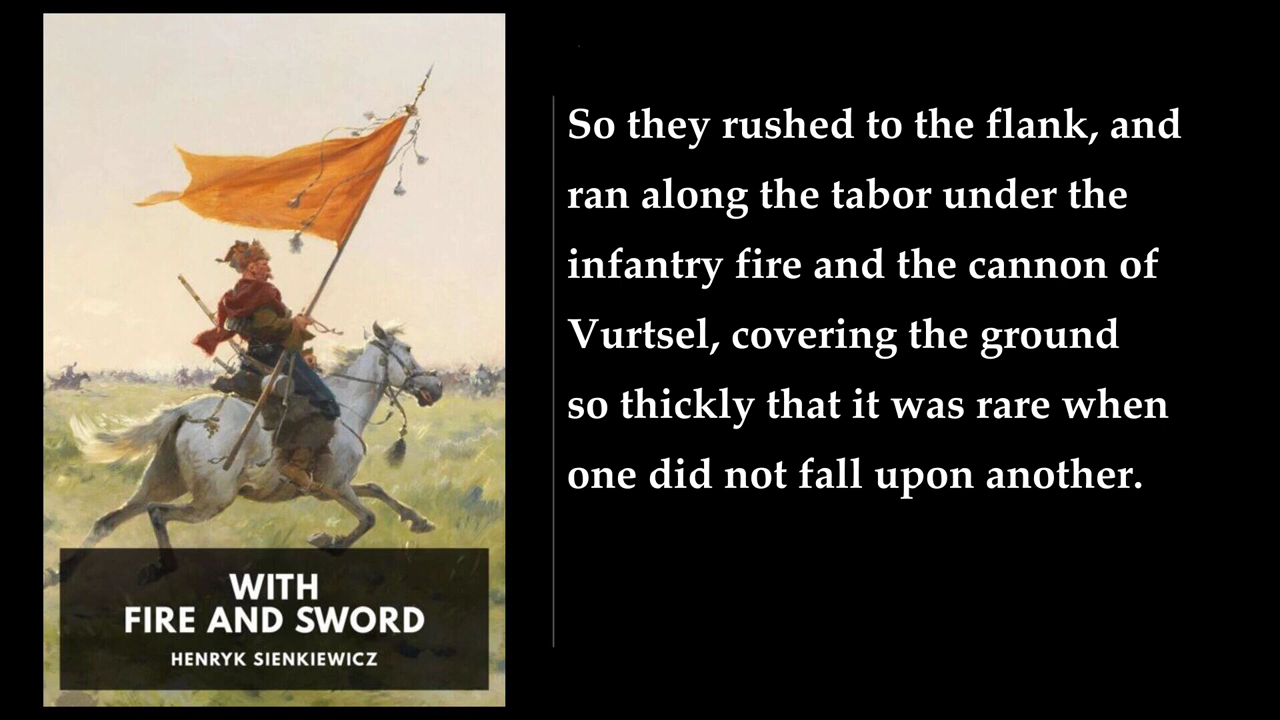 So they rushed to the flank, and
ran along the tabor under the
infantry fire and the cannon of
Vurtsel, covering the ground
so thickly that it was rare when
one did not fall upon another.
WITH
FIRE AND SWORD
HENRYK SIENKIEWICZ